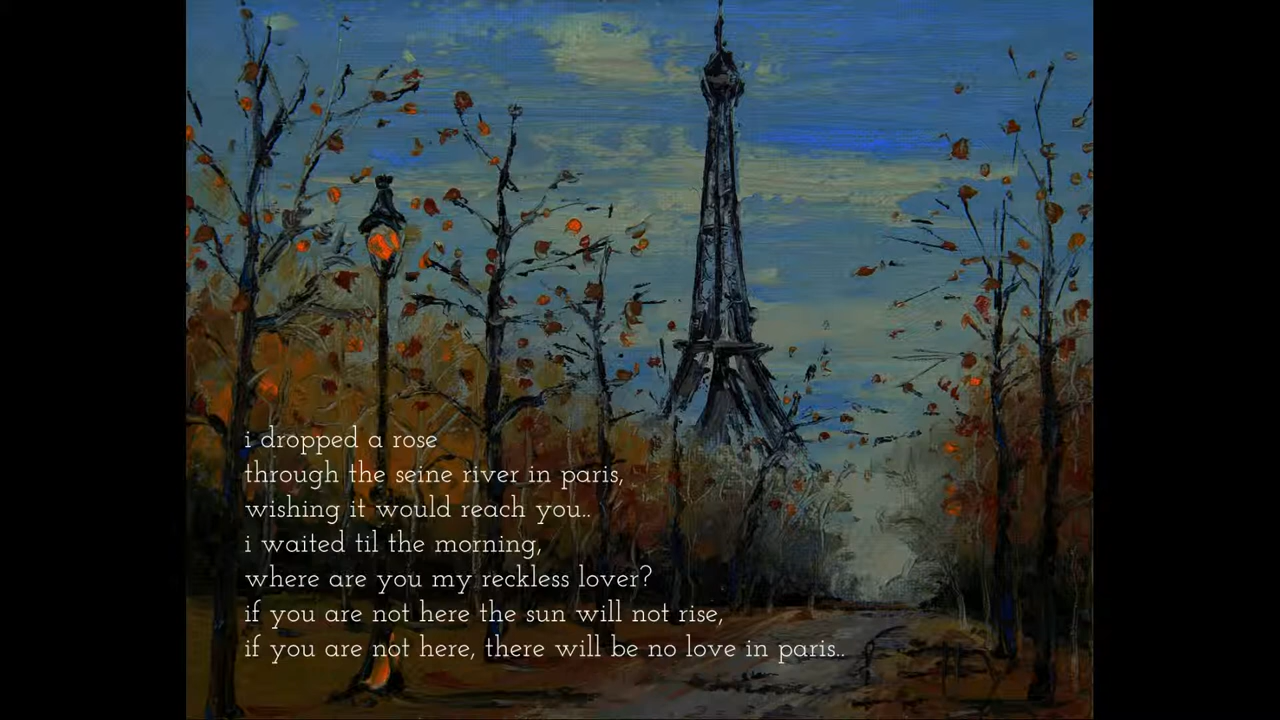 i dropped a rose
through the seine river in paris,
wishing it would reach you..
i waited til the morning,
where are you my reckless lover?
if you are not here the sun will not rise,
if you are not here, there will be no love in paris..